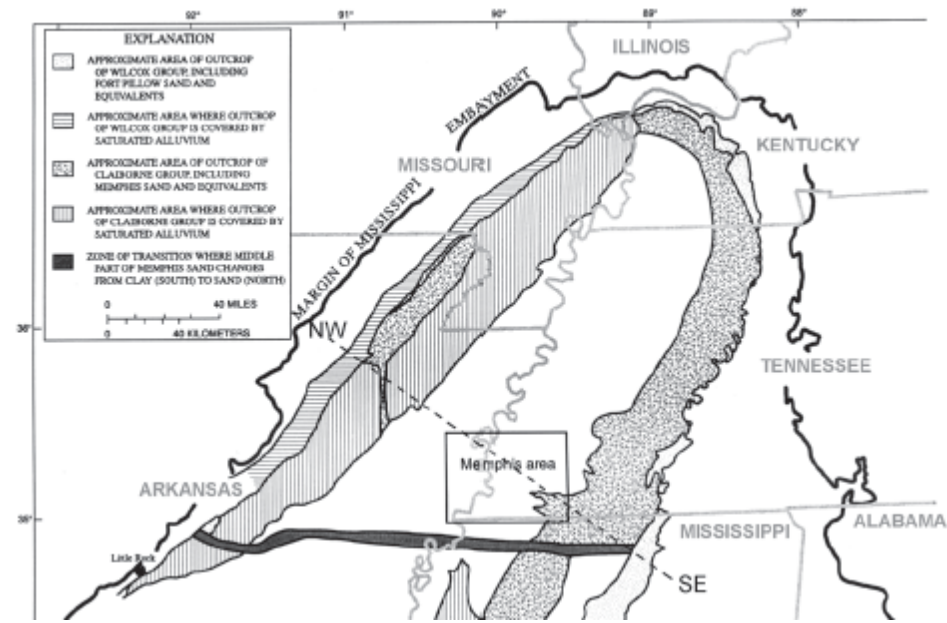 92° 91° 90° 89° 88°
EXPLANATION
APPROXIMATE AREA OF OUTCROP
OF WILCOX GROUP, INCLUDING
FORT PILLOW SAND AND
EQUIVALENTS
APPROXIMATE AREA WHERE OUTCROP
OF WILCOX GROUP IS COVERED BY
SATURATED ALLUVIUM
APPROXIMATE AREA OF OUTCROP OF
CLAIBORNE GROUP, INCLUDING
MEMPHIS SAND AND EQUIVALENTS
APPROXIMATE AREA WHERE OUTCROP
OF CLAIBORNE GROUP IS COVERED BY
SATURATED ALLUVIUM
ZONE OF TRANSITION WHERE MIDDLE
PART OF MEMPHIS SAND CHANGES
FROM CLAY (SOUTH) TO SAND (NORTH)
0 40 MILES
0 40 KILOMETERS
ILLINOIS
MARGIN OF MISSISSIPPI EMBAYMENT
KENTUCKY
MISSOURI
36°
NW
TENNESSEE
Memphis area
ARKANSAS
35°
MISSISSIPPI
ALABAMA
Little Rock
SE